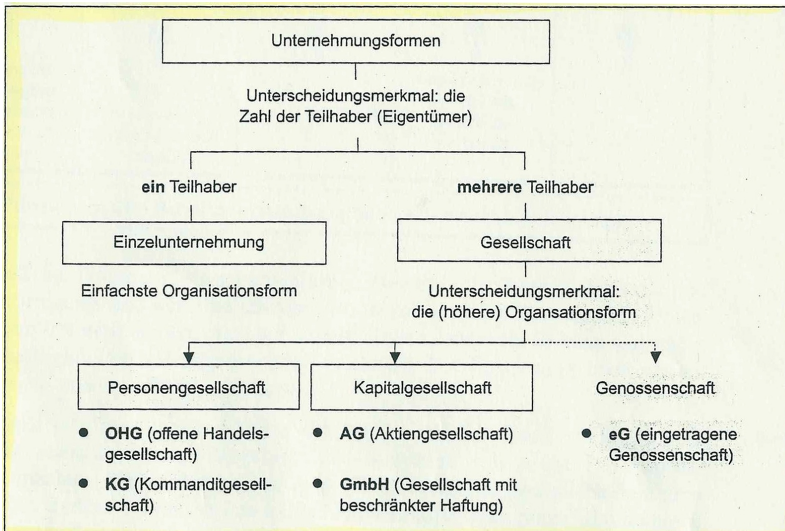 Unternehmungsformen
Unterscheidungsmerkmal: die
Zahl der Teilhaber (Eigentümer)
ein Teilhaber
mehrere Teilhaber
Einzelunternehmung
Gesellschaft
Einfachste Organisationsform
Unterscheidungsmerkmal:
die (höhere) Organsationsform
Personengesellschaft
Kapitalgesellschaft
Genossenschaft
● OHG (offene Handels-
gesellschaft)
● KG (Kommanditgesell-
schaft)
● AG (Aktiengesellschaft)
● GmbH (Gesellschaft mit
beschränkter Haftung)
● eG (eingetragene
Genossenschaft)